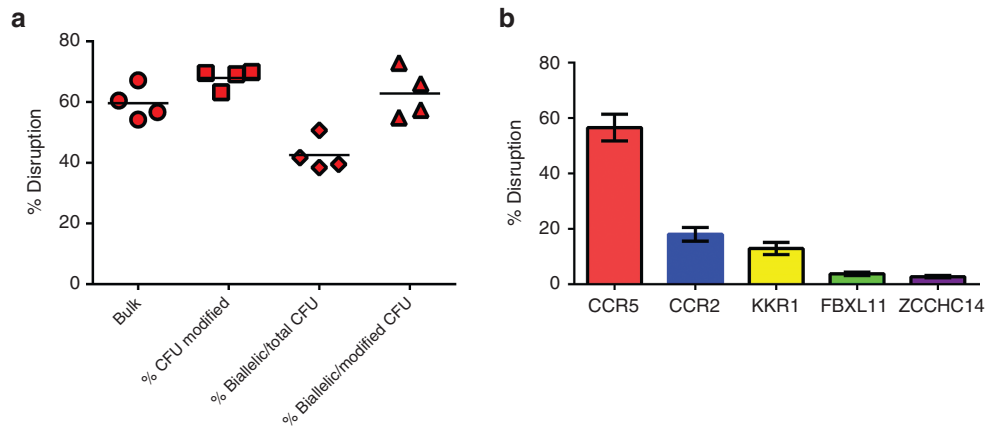 a
80
60
40
20
0
% Disruption
Bulk
% CFU modified
% Biallelic/total CFU
% Biallelic/modified CFU
b
80
60
40
20
0
% Disruption
CCR5
CCR2
KKR1
FBXL11
ZCCHC14